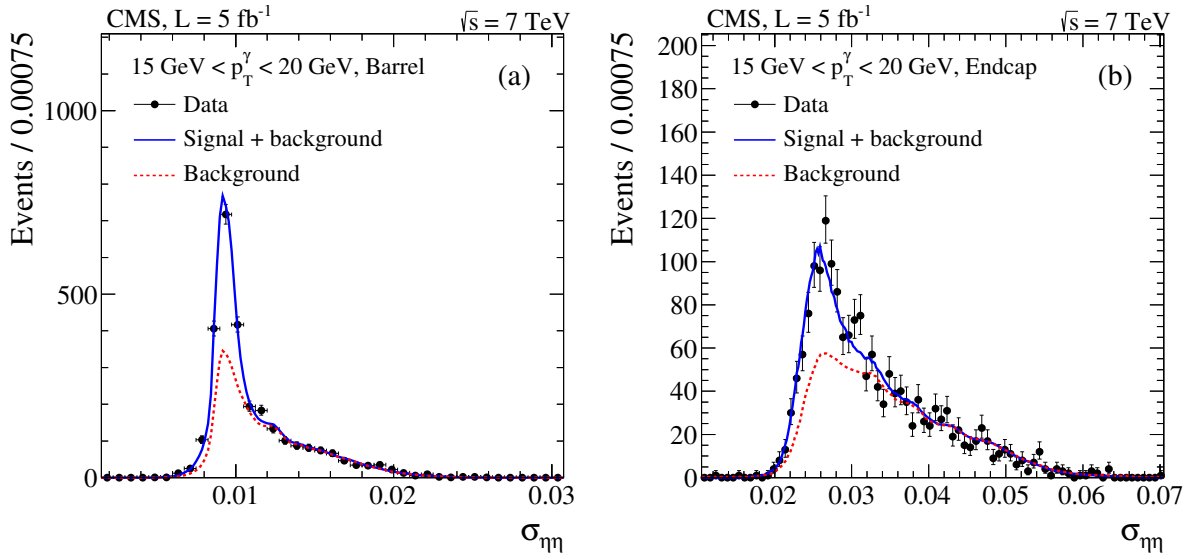 CMS, L = 5 fb⁻¹ √s = 7 TeV
15 GeV < p_T^γ < 20 GeV, Barrel (a)
Data
Signal + background
Background
Events / 0.00075
1000
500
0
0.01 0.02 0.03
σ_ηη
CMS, L = 5 fb⁻¹ √s = 7 TeV
15 GeV < p_T^γ < 20 GeV, Endcap (b)
Data
Signal + background
Background
Events / 0.00075
200
180
160
140
120
100
80
60
40
20
0
0.02 0.03 0.04 0.05 0.06 0.07
σ_ηη